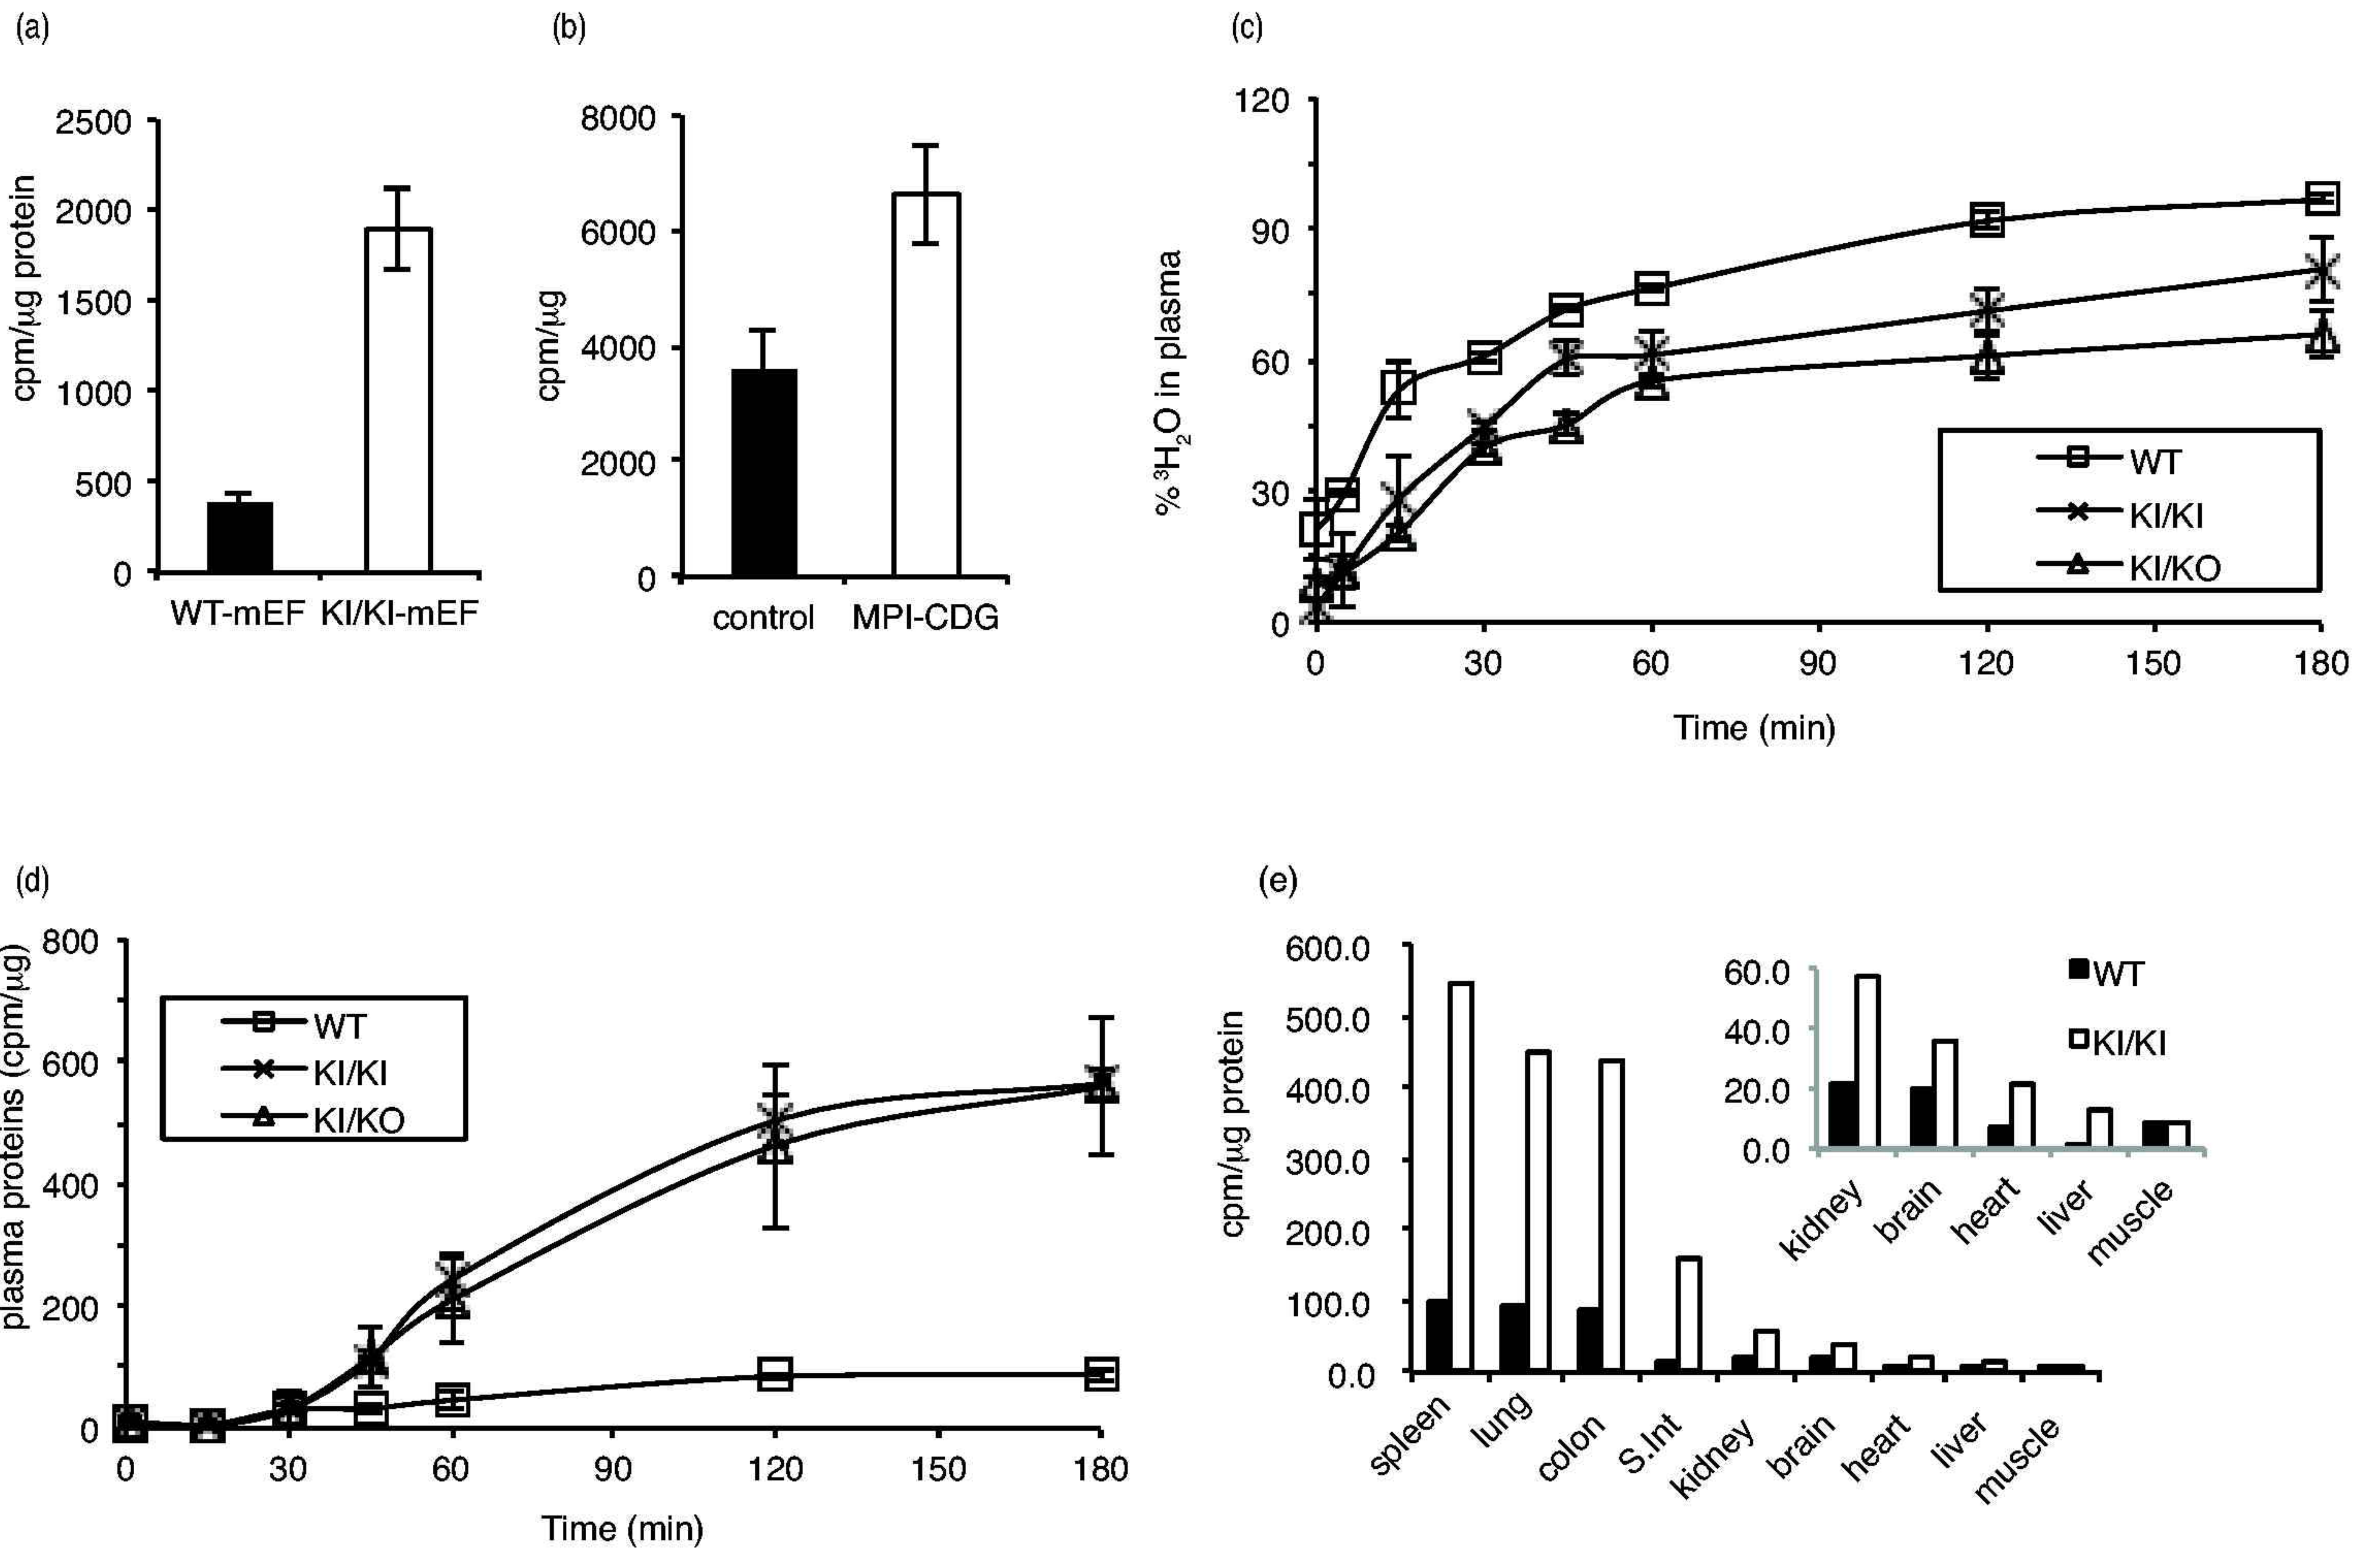 (a)
2500
2000
1500
1000
500
0
cpm/μg protein
WT-mEF KI/KI-mEF
(b)
8000
6000
4000
2000
0
cpm/μg
control MPI-CDG
(c)
120
90
60
30
0
% ³H₂O in plasma
WT
KI/KI
KI/KO
0 30 60 90 120 150 180
Time (min)
(d)
800
600
400
200
0
plasma proteins (cpm/μg)
WT
KI/KI
KI/KO
0 30 60 90 120 150 180
Time (min)
(e)
600.0
500.0
400.0
300.0
200.0
100.0
0.0
cpm/μg protein
spleen lung colon S.Int kidney brain heart liver muscle
60.0
40.0
20.0
0.0
kidney brain heart liver muscle
WT
KI/KI